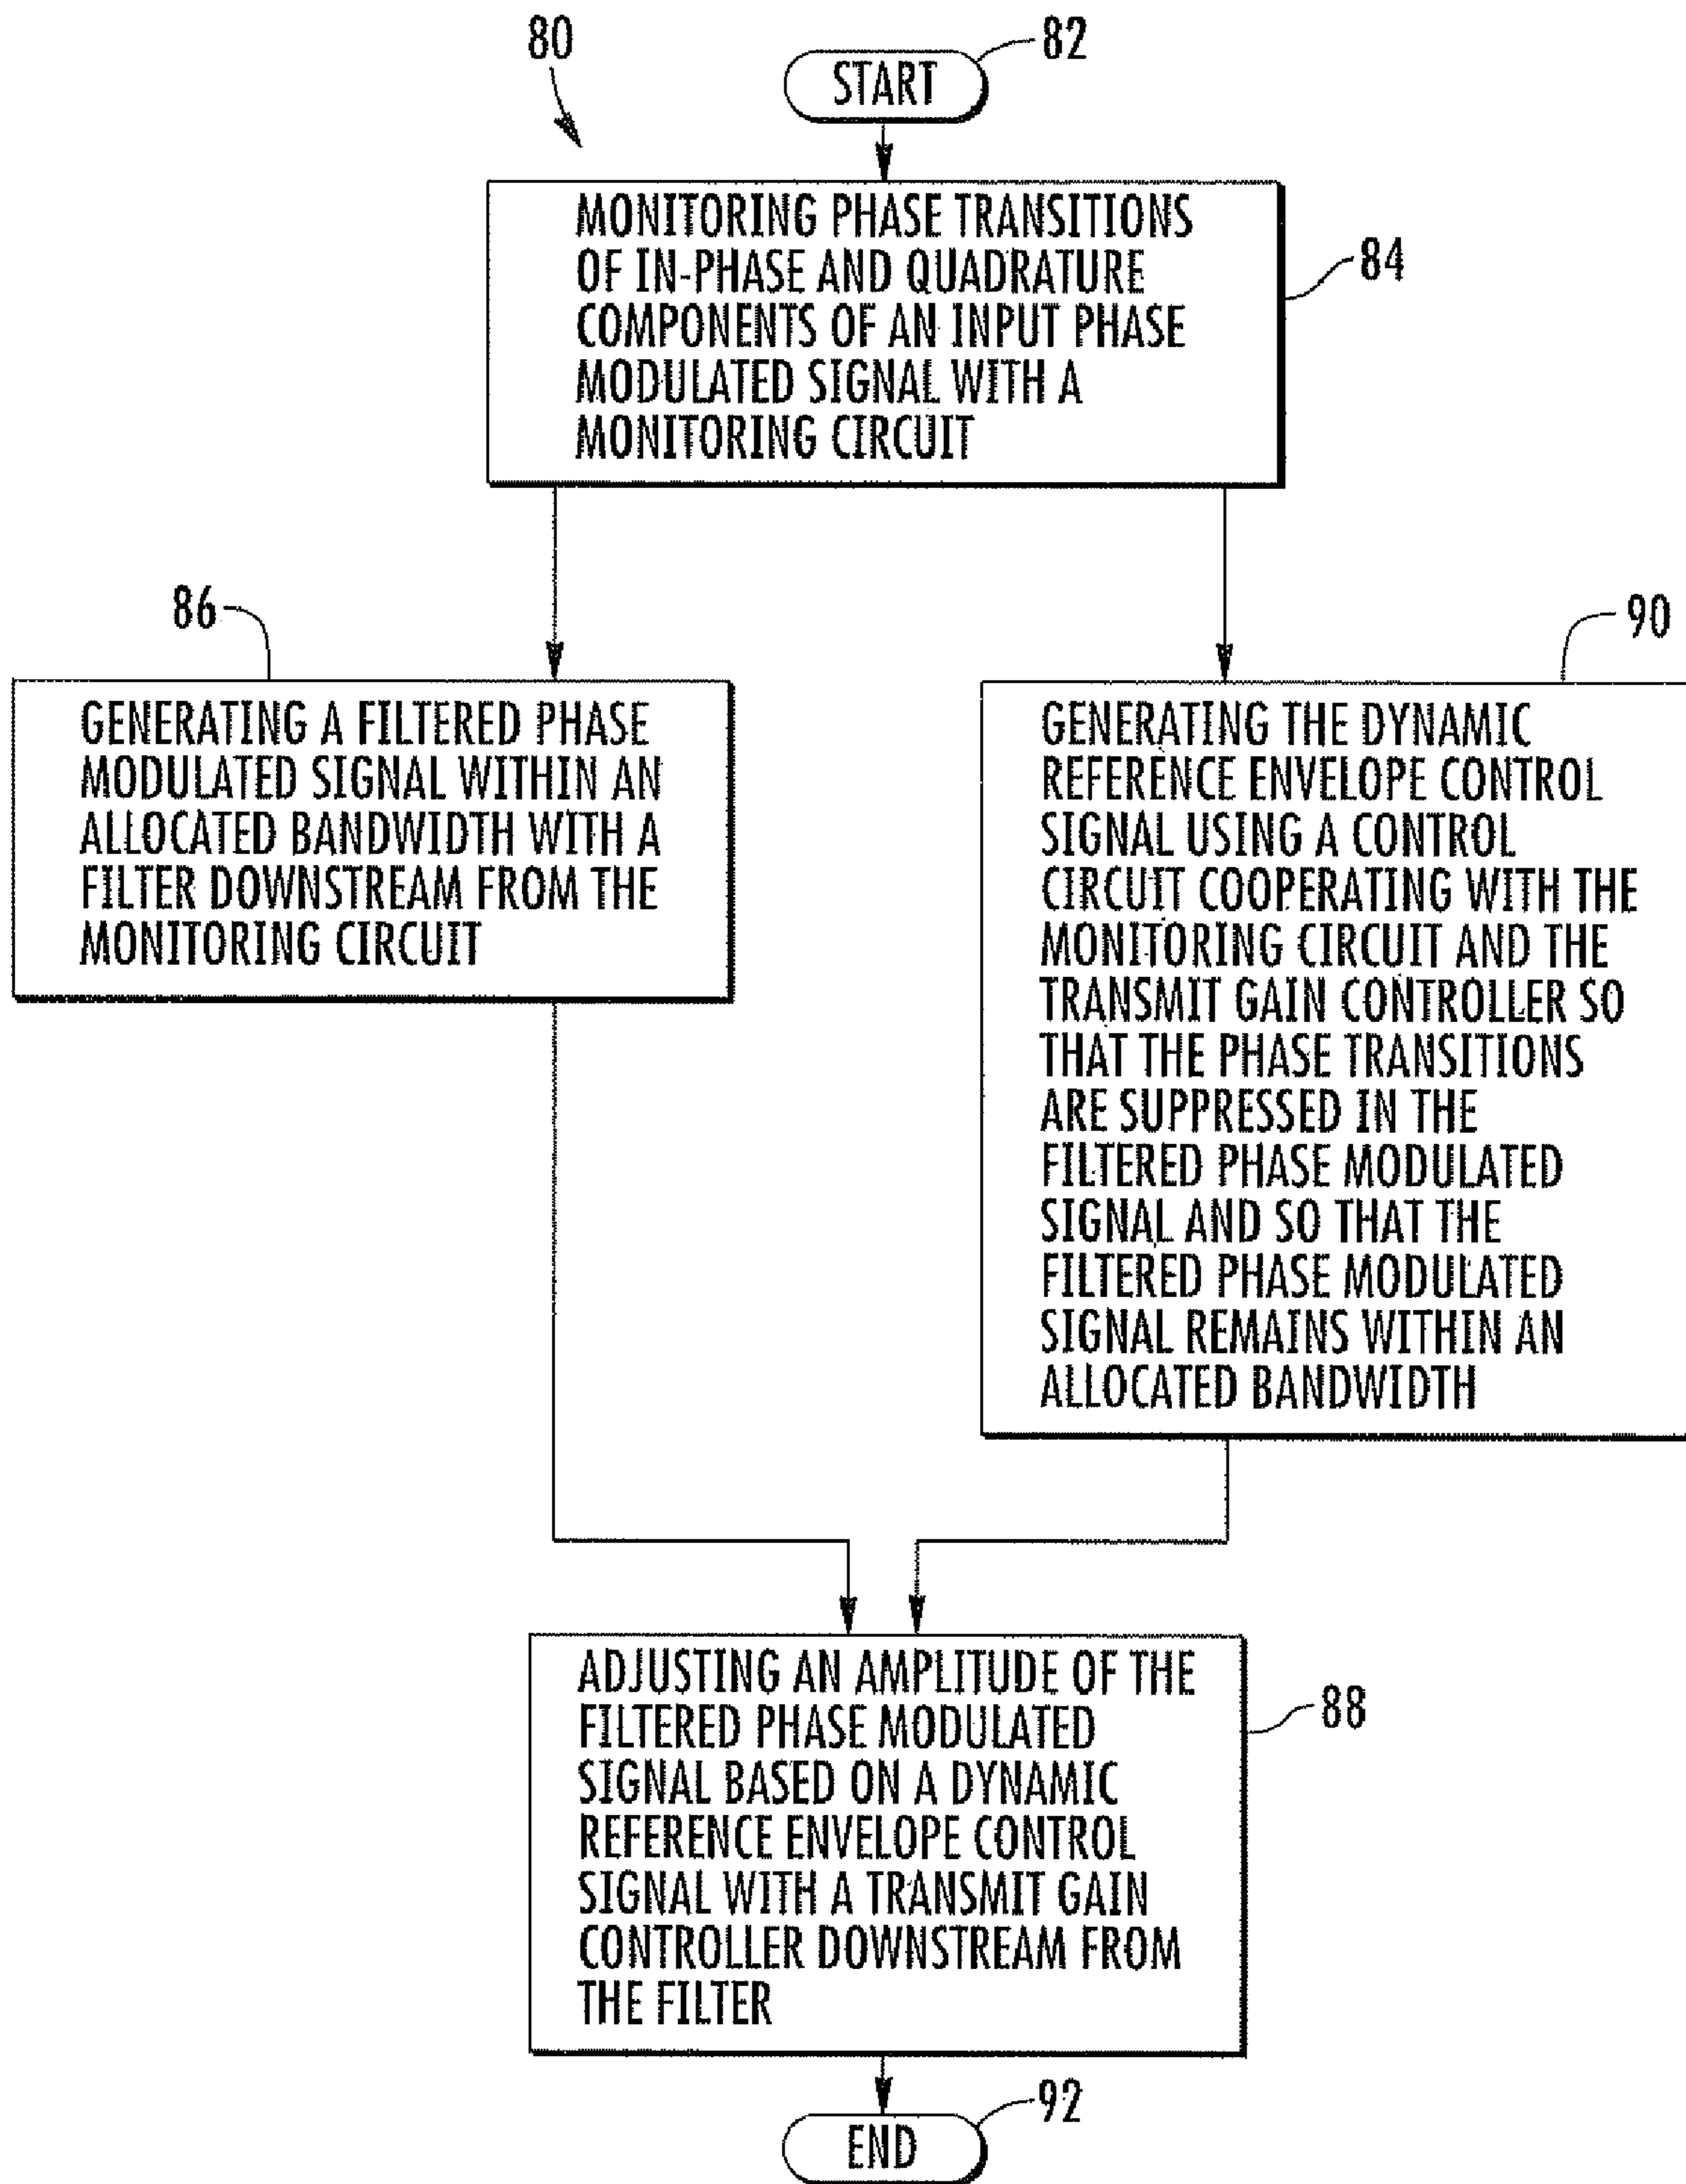 80
82
START
MONITORING PHASE TRANSITIONS
OF IN-PHASE AND QUADRATURE
COMPONENTS OF AN INPUT PHASE
MODULATED SIGNAL WITH A
MONITORING CIRCUIT
84
86
GENERATING A FILTERED PHASE
MODULATED SIGNAL WITHIN AN
ALLOCATED BANDWIDTH WITH A
FILTER DOWNSTREAM FROM THE
MONITORING CIRCUIT
90
GENERATING THE DYNAMIC
REFERENCE ENVELOPE CONTROL
SIGNAL USING A CONTROL
CIRCUIT COOPERATING WITH THE
MONITORING CIRCUIT AND THE
TRANSMIT GAIN CONTROLLER SO
THAT THE PHASE TRANSITIONS
ARE SUPPRESSED IN THE
FILTERED PHASE MODULATED
SIGNAL AND SO THAT THE
FILTERED PHASE MODULATED
SIGNAL REMAINS WITHIN AN
ALLOCATED BANDWIDTH
ADJUSTING AN AMPLITUDE OF THE
FILTERED PHASE MODULATED
SIGNAL BASED ON A DYNAMIC
REFERENCE ENVELOPE CONTROL
SIGNAL WITH A TRANSMIT GAIN
CONTROLLER DOWNSTREAM FROM
THE FILTER
88
92
END